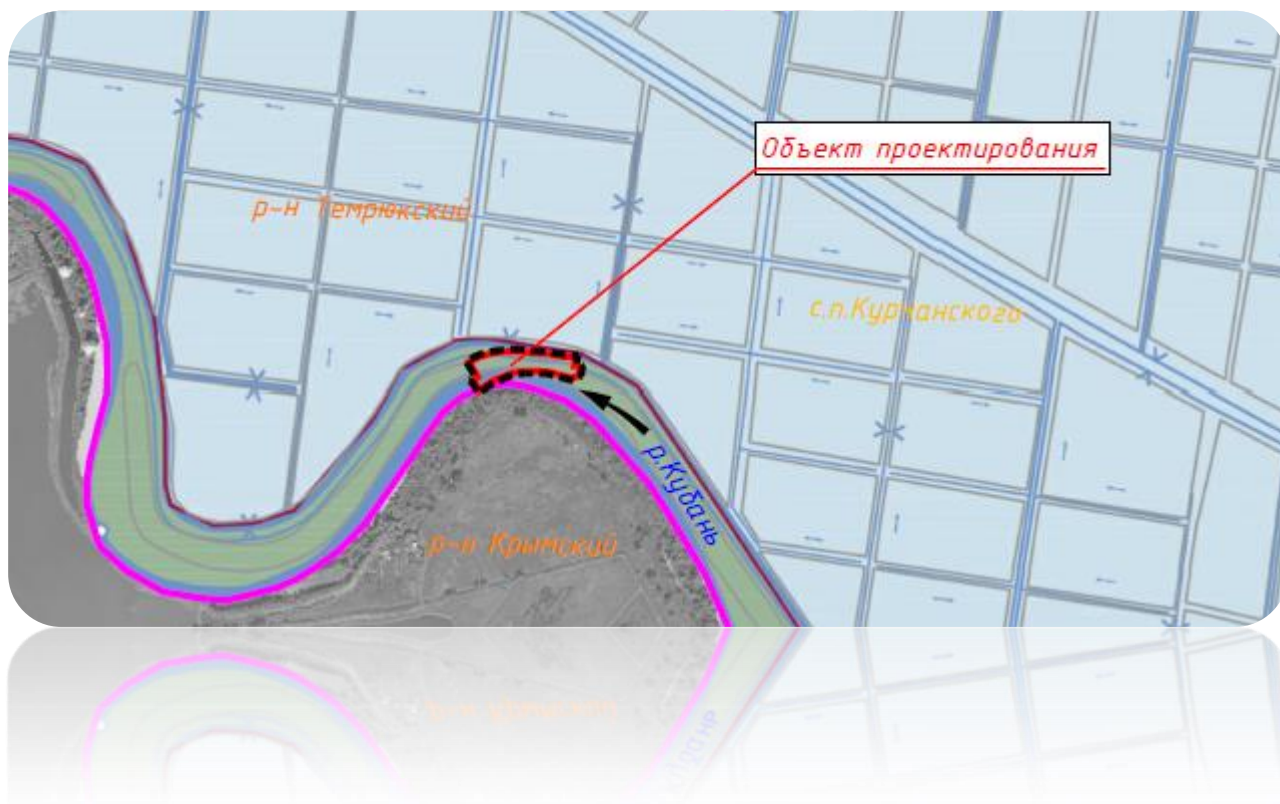 Объект проектирования
р-н Темрюкский
с.п.Курчанского
р.Кубань
р-н Крымский